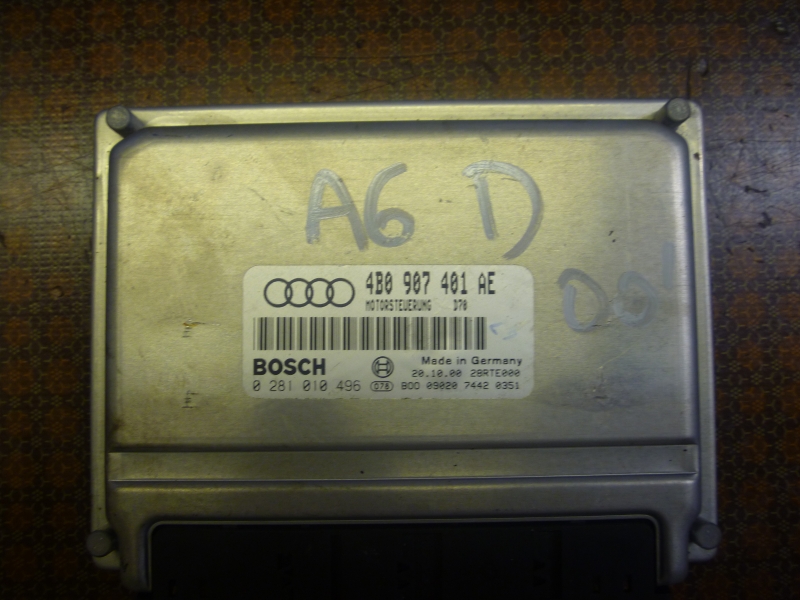 A6 D
4B0 907 401 AE
MOTORSTEUERUNG D70
BOSCH Made in Germany
20.10.00 28RTE000
0 281 010 496 078 B00 09020 7442 0351